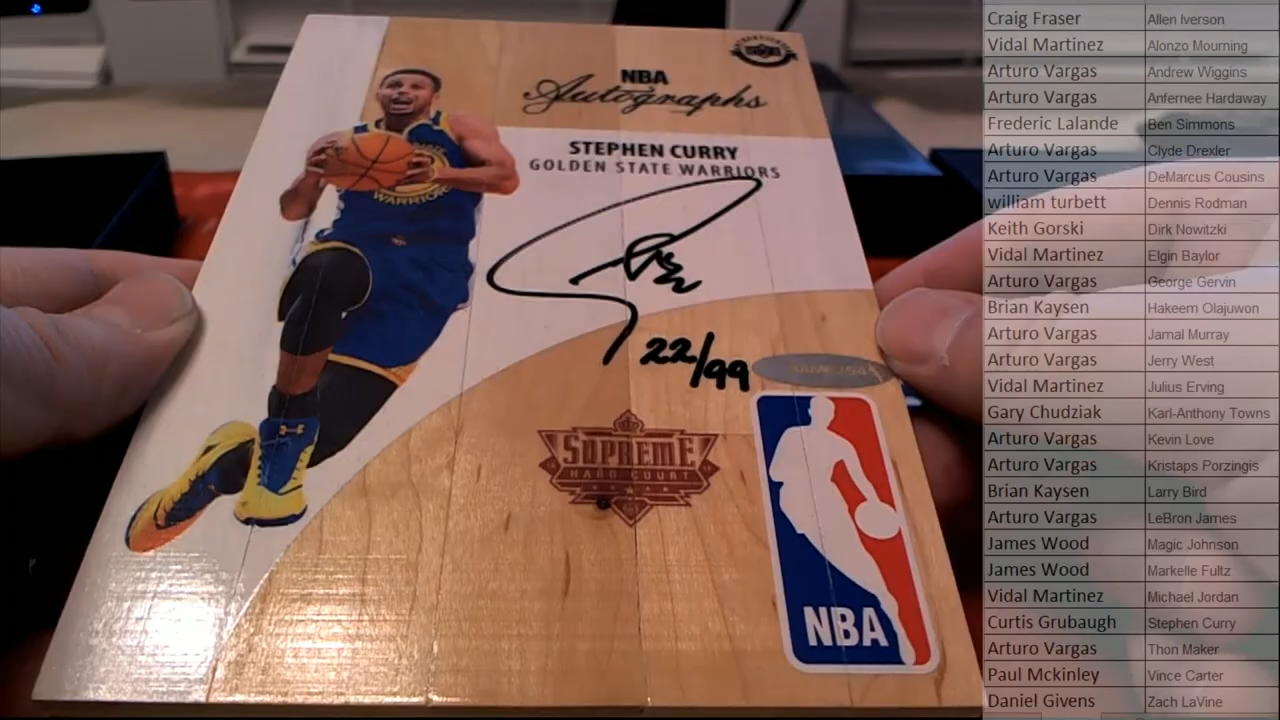 NBA
Autographs
STEPHEN CURRY
GOLDEN STATE WARRIORS
WARRIORS
22/99
SUPREME
HARD COURT
NBA
Craig Fraser Allen Iverson
Vidal Martinez Alonzo Mourning
Arturo Vargas Andrew Wiggins
Arturo Vargas Anfernee Hardaway
Frederic Lalande Ben Simmons
Arturo Vargas Clyde Drexler
Arturo Vargas DeMarcus Cousins
william turbett Dennis Rodman
Keith Gorski Dirk Nowitzki
Vidal Martinez Elgin Baylor
Arturo Vargas George Gervin
Brian Kaysen Hakeem Olajuwon
Arturo Vargas Jamal Murray
Arturo Vargas Jerry West
Vidal Martinez Julius Erving
Gary Chudziak Karl-Anthony Towns
Arturo Vargas Kevin Love
Arturo Vargas Kristaps Porzingis
Brian Kaysen Larry Bird
Arturo Vargas LeBron James
James Wood Magic Johnson
James Wood Markelle Fultz
Vidal Martinez Michael Jordan
Curtis Grubaugh Stephen Curry
Arturo Vargas Thon Maker
Paul Mckinley Vince Carter
Daniel Givens Zach LaVine